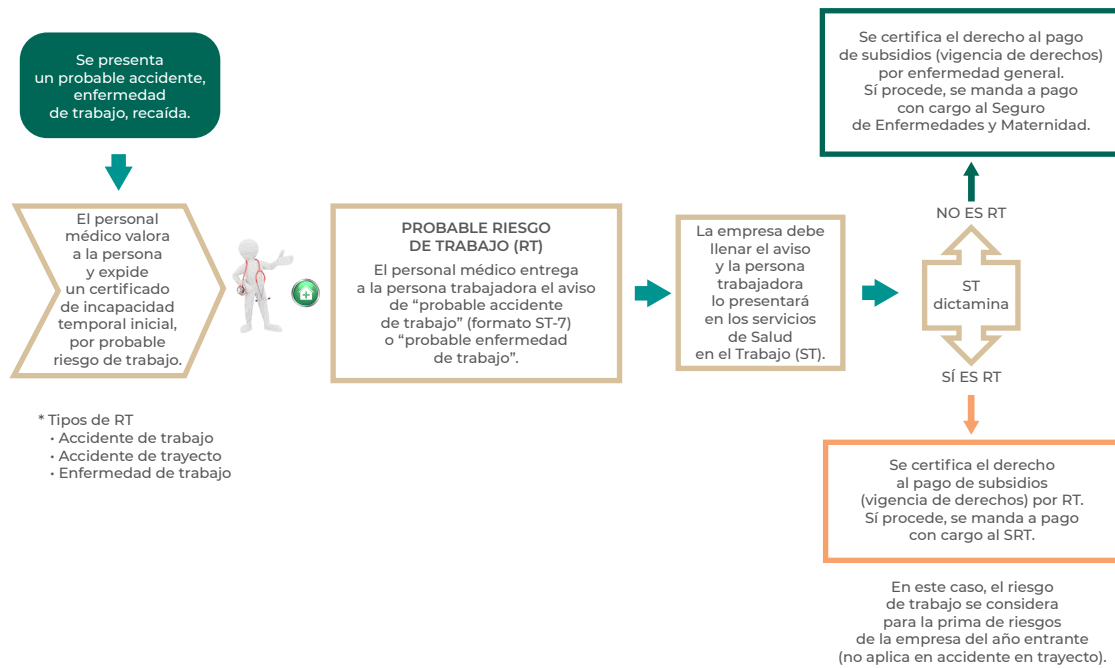 Se presenta
un probable accidente,
enfermedad
de trabajo, recaída.
El personal
médico valora
a la persona
y expide
un certificado
de incapacidad
temporal inicial,
por probable
riesgo de trabajo.
* Tipos de RT
• Accidente de trabajo
• Accidente de trayecto
• Enfermedad de trabajo
PROBABLE RIESGO
DE TRABAJO (RT)
El personal médico entrega
a la persona trabajadora el aviso
de “probable accidente
de trabajo” (formato ST-7)
o “probable enfermedad
de trabajo”.
La empresa debe
llenar el aviso
y la persona
trabajadora
lo presentará
en los servicios
de Salud
en el Trabajo (ST).
ST
dictamina
NO ES RT
Se certifica el derecho al pago
de subsidios (vigencia de derechos)
por enfermedad general.
Sí procede, se manda a pago
con cargo al Seguro
de Enfermedades y Maternidad.
SÍ ES RT
Se certifica el derecho
al pago de subsidios
(vigencia de derechos) por RT.
Sí procede, se manda a pago
con cargo al SRT.
En este caso, el riesgo
de trabajo se considera
para la prima de riesgos
de la empresa del año entrante
(no aplica en accidente en trayecto).